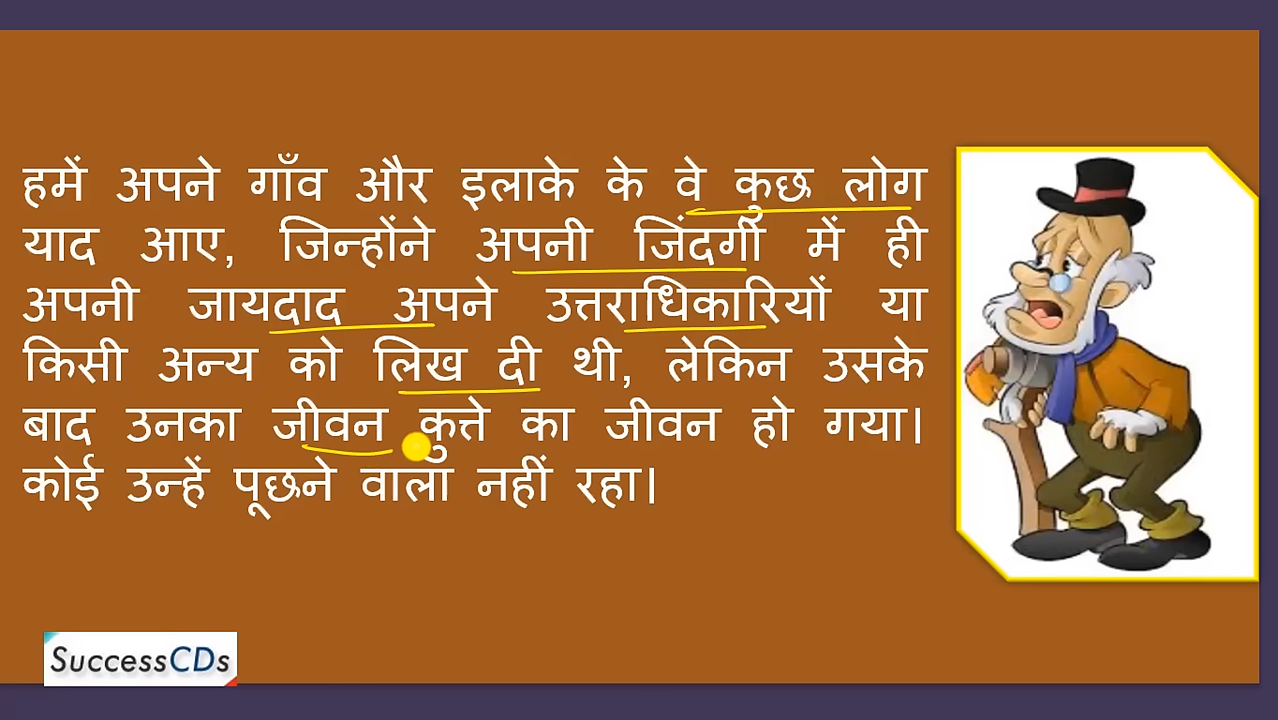 हमें अपने गाँव और इलाके के वे कुछ लोग
याद आए, जिन्होंने अपनी जिंदगी में ही
अपनी जायदाद अपने उत्तराधिकारियों या
किसी अन्य को लिख दी थी, लेकिन उसके
बाद उनका जीवन कुत्ते का जीवन हो गया।
कोई उन्हें पूछने वाला नहीं रहा।
SuccessCDs